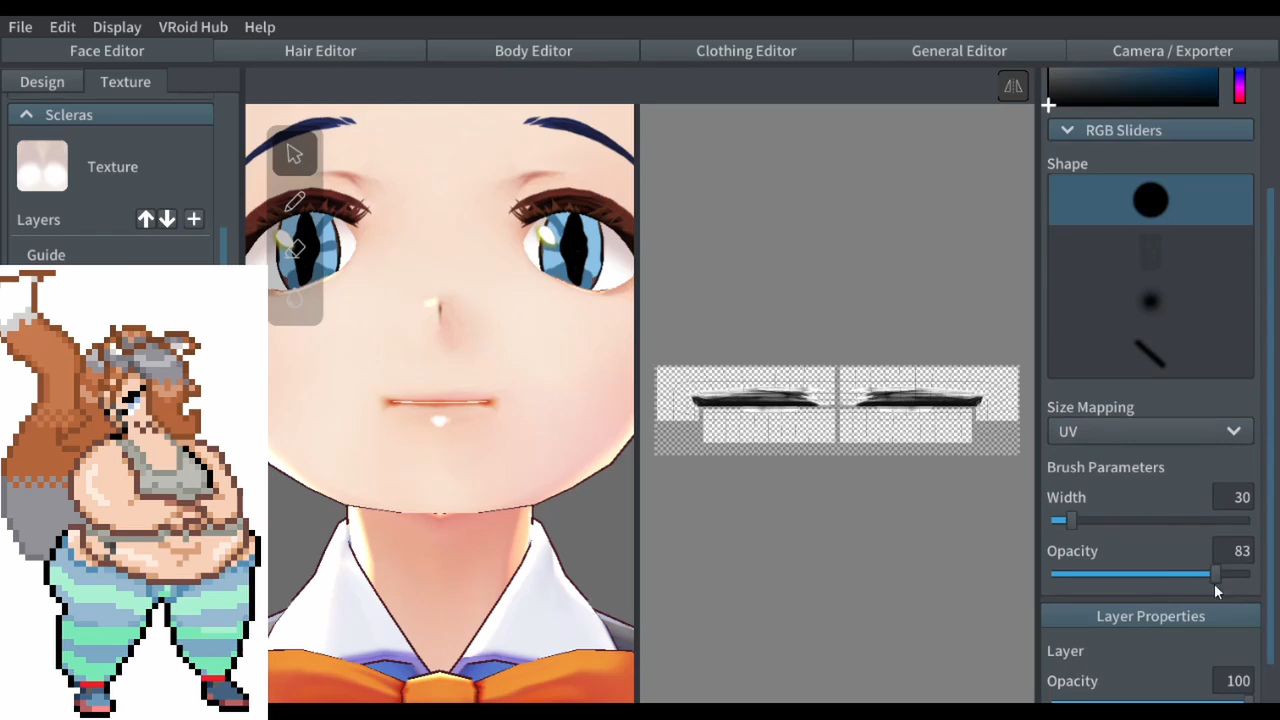 File Edit Display VRoid Hub Help
Face Editor Hair Editor Body Editor Clothing Editor General Editor Camera / Exporter
Design Texture
Scleras
Texture
Layers
Guide
RGB Sliders
Shape
Size Mapping
UV
Brush Parameters
Width 30
Opacity 83
Layer Properties
Layer
Opacity 100